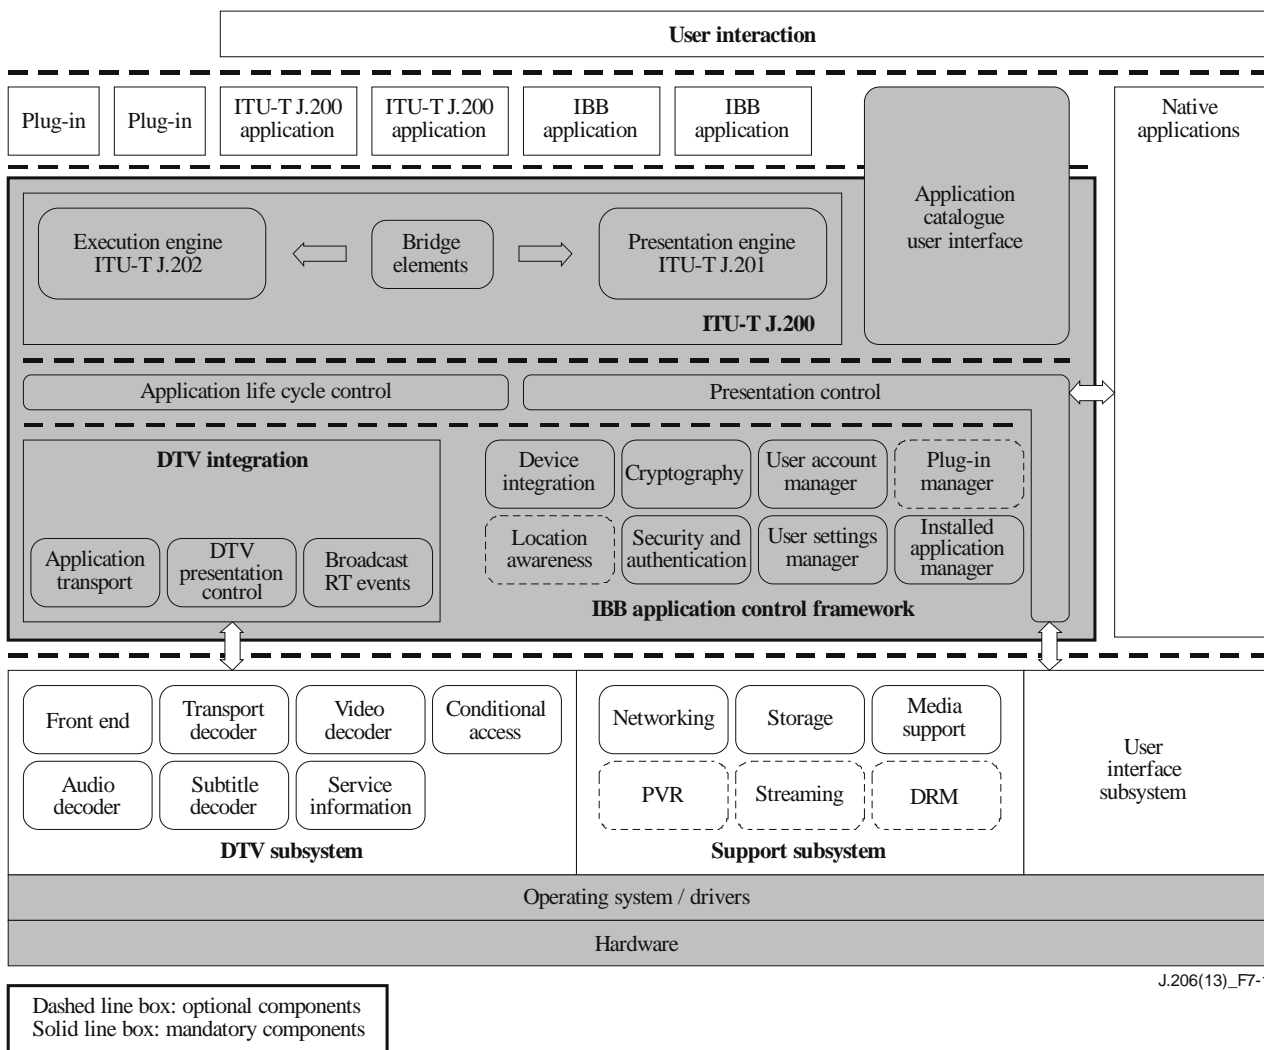 User interaction
Plug-in
Plug-in
ITU-T J.200
application
ITU-T J.200
application
IBB
application
IBB
application
Application
catalogue
user interface
Native
applications
Execution engine
ITU-T J.202
Bridge
elements
Presentation engine
ITU-T J.201
ITU-T J.200
Application life cycle control
Presentation control
DTV integration
Application
transport
DTV
presentation
control
Broadcast
RT events
Device
integration
Cryptography
User account
manager
Plug-in
manager
Location
awareness
Security and
authentication
User settings
manager
Installed
application
manager
IBB application control framework
Front end
Transport
decoder
Video
decoder
Conditional
access
Audio
decoder
Subtitle
decoder
Service
information
DTV subsystem
Networking
Storage
Media
support
PVR
Streaming
DRM
Support subsystem
User
interface
subsystem
Operating system / drivers
Hardware
J.206(13)_F7-
Dashed line box: optional components
Solid line box: mandatory components